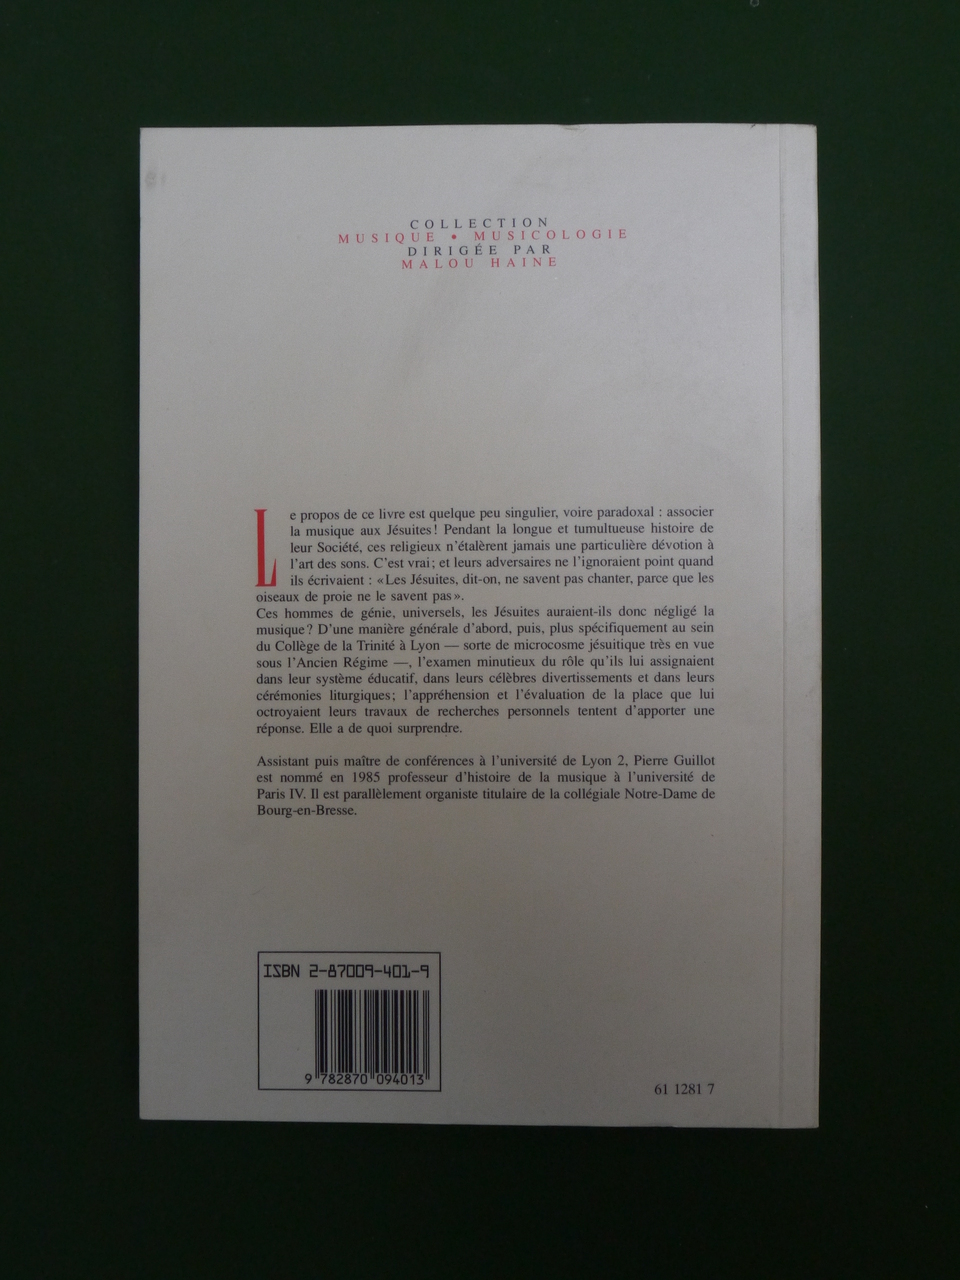 COLLECTION
MUSIQUE • MUSICOLOGIE
DIRIGÉE PAR
MALOU HAINE
Le propos de ce livre est quelque peu singulier, voire paradoxal : associer
la musique aux Jésuites! Pendant la longue et tumultueuse histoire de
leur Société, ces religieux n'étalèrent jamais une particulière dévotion à
l'art des sons. C'est vrai; et leurs adversaires ne l'ignoraient point quand
ils écrivaient : «Les Jésuites, dit-on, ne savent pas chanter, parce que les
oiseaux de proie ne le savent pas».
Ces hommes de génie, universels, les Jésuites auraient-ils donc négligé la
musique? D'une manière générale d'abord, puis, plus spécifiquement au sein
du Collège de la Trinité à Lyon — sorte de microcosme jésuitique très en vue
sous l'Ancien Régime —, l'examen minutieux du rôle qu'ils lui assignaient
dans leur système éducatif, dans leurs célèbres divertissements et dans leurs
cérémonies liturgiques; l'appréhension et l'évaluation de la place que lui
octroyaient leurs travaux de recherches personnels tentent d'apporter une
réponse. Elle a de quoi surprendre.
Assistant puis maître de conférences à l'université de Lyon 2, Pierre Guillot
est nommé en 1985 professeur d'histoire de la musique à l'université de
Paris IV. Il est parallèlement organiste titulaire de la collégiale Notre-Dame de
Bourg-en-Bresse.
ISBN 2-87009-401-9
9 782870 094013
61 1281 7